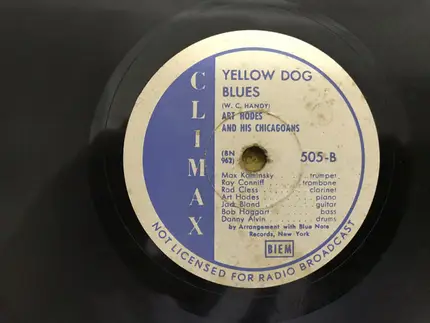 CLIMAX
YELLOW DOG
BLUES
(W. C. HANDY)
ART HODES
AND HIS CHICAGOANS
(BN 505-B
962)
Max Kaminsky trumpet
Ray Conniff trombone
Rod Cless clarinet
Art Hodes piano
Jack Bland guitar
Bob Haggart bass
Danny Alvin drums
by Arrangement with Blue Note
Records, New York
BIEM
NOT LICENSED FOR RADIO BROADCAST